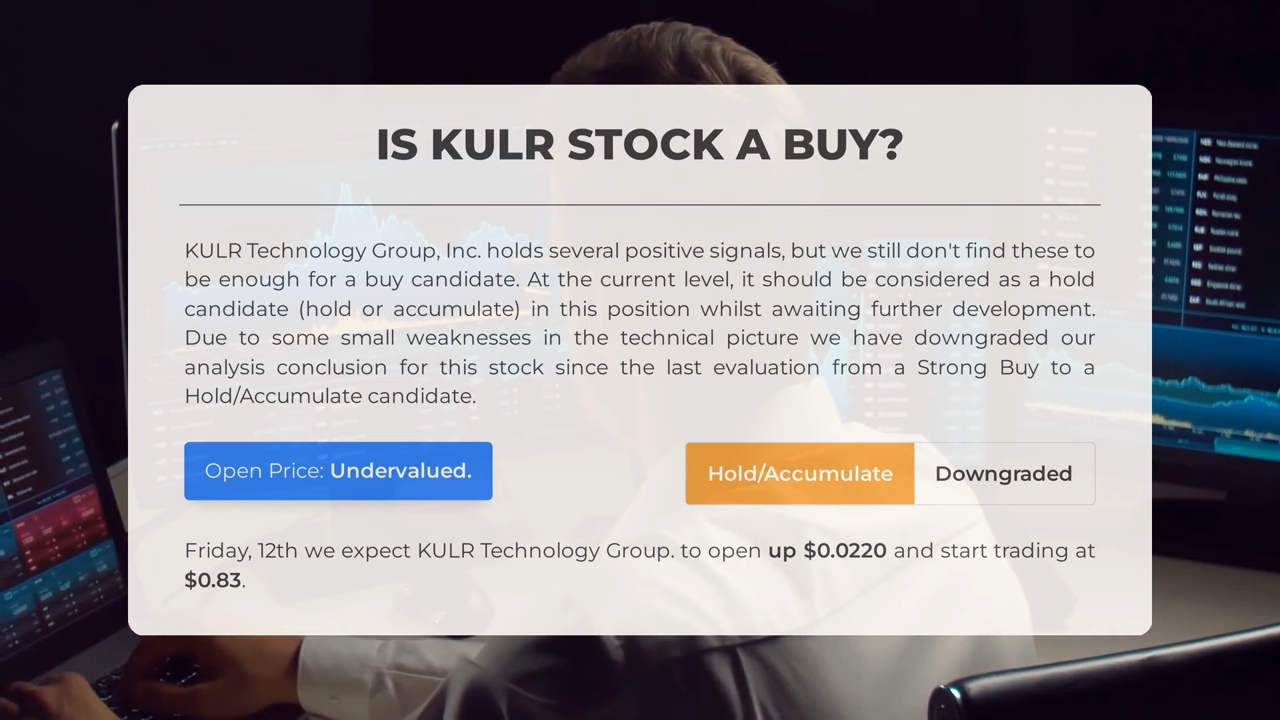 IS KULR STOCK A BUY?
KULR Technology Group, Inc. holds several positive signals, but we still don't find these to
be enough for a buy candidate. At the current level, it should be considered as a hold
candidate (hold or accumulate) in this position whilst awaiting further development.
Due to some small weaknesses in the technical picture we have downgraded our
analysis conclusion for this stock since the last evaluation from a Strong Buy to a
Hold/Accumulate candidate.
Open Price: Undervalued.
Hold/Accumulate Downgraded
Friday, 12th we expect KULR Technology Group. to open up $0.0220 and start trading at
$0.83.